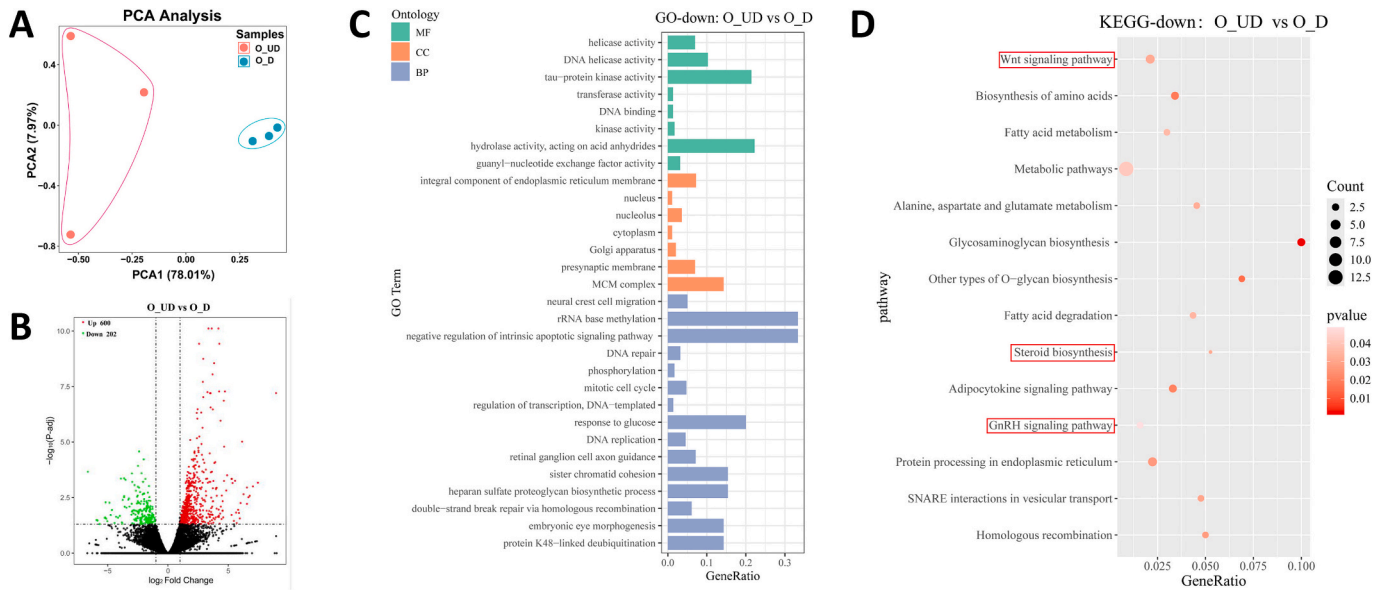 A
PCA Analysis
Samples
O_UD
O_D
0.4
0.0
−0.4
−0.8
PCA2 (7.97%)
−0.50
−0.25
0.00
0.25
PCA1 (78.01%)
B
O_UD vs O_D
Up 600
Down 202
10.0
7.5
5.0
2.5
0.0
−log₁₀(P-adj)
−5
0
5
log₂ Fold Change
C
Ontology
MF
CC
BP
GO-down: O_UD vs O_D
GO Term
helicase activity
DNA helicase activity
tau−protein kinase activity
transferase activity
DNA binding
kinase activity
hydrolase activity, acting on acid anhydrides
guanyl−nucleotide exchange factor activity
integral component of endoplasmic reticulum membrane
nucleus
nucleolus
cytoplasm
Golgi apparatus
presynaptic membrane
MCM complex
neural crest cell migration
rRNA base methylation
negative regulation of intrinsic apoptotic signaling pathway
DNA repair
phosphorylation
mitotic cell cycle
regulation of transcription, DNA−templated
response to glucose
DNA replication
retinal ganglion cell axon guidance
sister chromatid cohesion
heparan sulfate proteoglycan biosynthetic process
double−strand break repair via homologous recombination
embryonic eye morphogenesis
protein K48−linked deubiquitination
0.0
0.1
0.2
0.3
GeneRatio
D
KEGG-down: O_UD vs O_D
pathway
Wnt signaling pathway
Biosynthesis of amino acids
Fatty acid metabolism
Metabolic pathways
Alanine, aspartate and glutamate metabolism
Glycosaminoglycan biosynthesis
Other types of O−glycan biosynthesis
Fatty acid degradation
Steroid biosynthesis
Adipocytokine signaling pathway
GnRH signaling pathway
Protein processing in endoplasmic reticulum
SNARE interactions in vesicular transport
Homologous recombination
0.025
0.050
0.075
0.100
GeneRatio
Count
2.5
5.0
7.5
10.0
12.5
pvalue
0.04
0.03
0.02
0.01